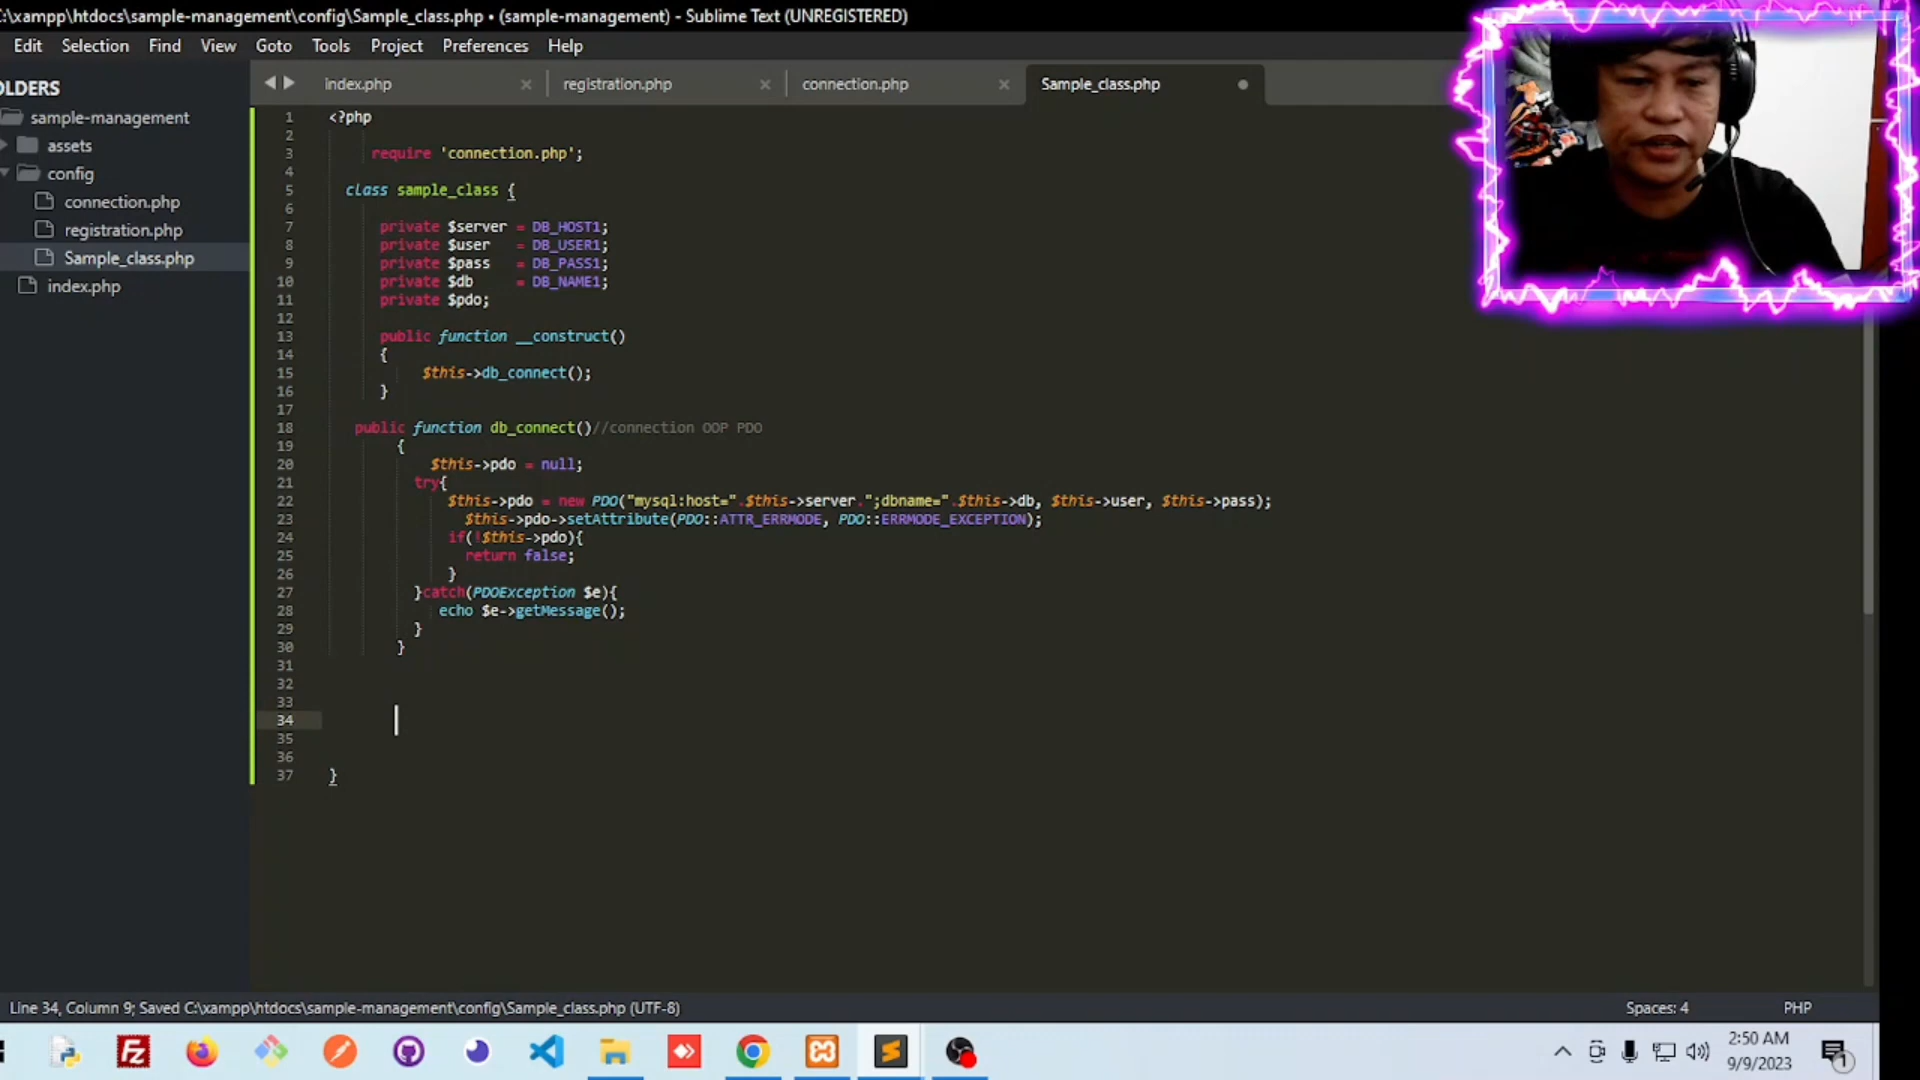 C:\xampp\htdocs\sample-management\config\Sample_class.php • (sample-management) - Sublime Text (UNREGISTERED)
Edit Selection Find View Goto Tools Project Preferences Help
OLDERS
sample-management
assets
config
connection.php
registration.php
Sample_class.php
index.php
index.php registration.php connection.php Sample_class.php
1 <?php
2
3 require 'connection.php';
4
5 class sample_class {
6
7 private $server = DB_HOST1;
8 private $user = DB_USER1;
9 private $pass = DB_PASS1;
10 private $db = DB_NAME1;
11 private $pdo;
12
13 public function __construct()
14 {
15 $this->db_connect();
16 }
17
18 public function db_connect()//connection OOP PDO
19 {
20 $this->pdo = null;
21 try{
22 $this->pdo = new PDO("mysql:host=".$this->server.";dbname=".$this->db, $this->user, $this->pass);
23 $this->pdo->setAttribute(PDO::ATTR_ERRMODE, PDO::ERRMODE_EXCEPTION);
24 if(!$this->pdo){
25 return false;
26 }
27 }catch(PDOException $e){
28 echo $e->getMessage();
29 }
30 }
31
32
33
34
35
36
37 }
Line 34, Column 9; Saved C:\xampp\htdocs\sample-management\config\Sample_class.php (UTF-8) Spaces: 4 PHP
2:50 AM
9/9/2023
1